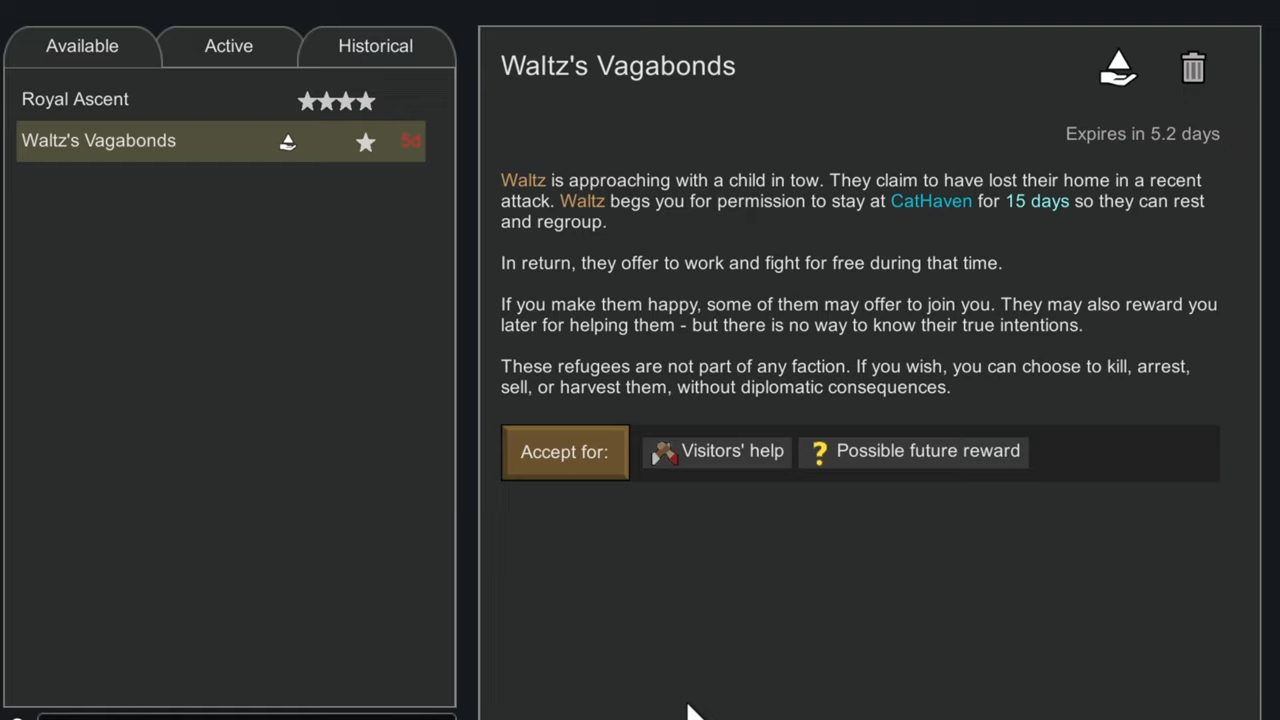 Available
Active
Historical
Royal Ascent
Waltz's Vagabonds
5d
Waltz's Vagabonds
Expires in 5.2 days
Waltz is approaching with a child in tow. They claim to have lost their home in a recent
attack. Waltz begs you for permission to stay at CatHaven for 15 days so they can rest
and regroup.
In return, they offer to work and fight for free during that time.
If you make them happy, some of them may offer to join you. They may also reward you
later for helping them - but there is no way to know their true intentions.
These refugees are not part of any faction. If you wish, you can choose to kill, arrest,
sell, or harvest them, without diplomatic consequences.
Accept for:
Visitors' help
? Possible future reward